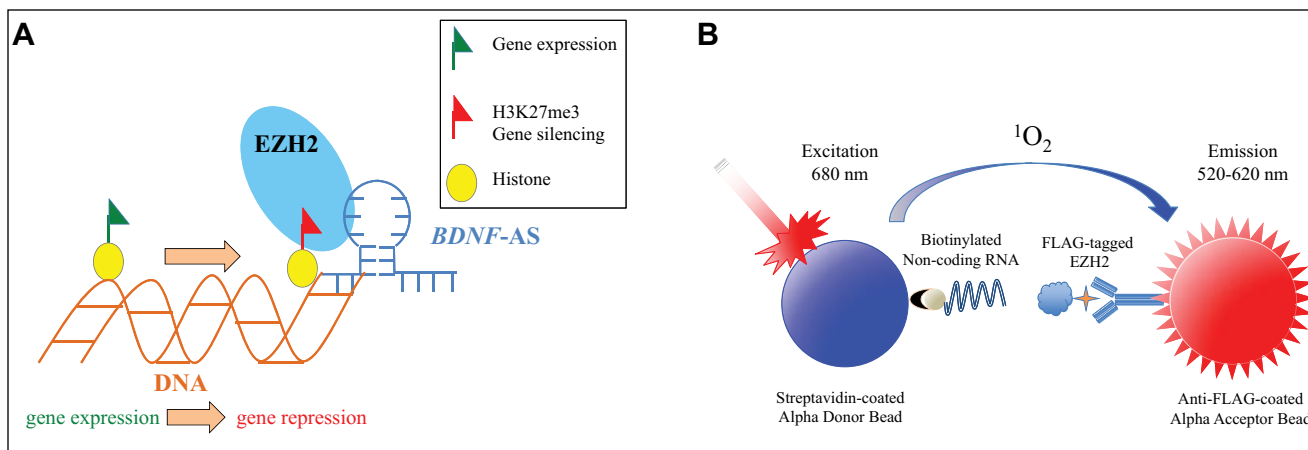 A
Gene expression
H3K27me3
Gene silencing
Histone
EZH2
BDNF-AS
DNA
gene expression
gene repression
B
Excitation
680 nm
¹O₂
Emission
520-620 nm
Biotinylated
Non-coding RNA
FLAG-tagged
EZH2
Streptavidin-coated
Alpha Donor Bead
Anti-FLAG-coated
Alpha Acceptor Bead